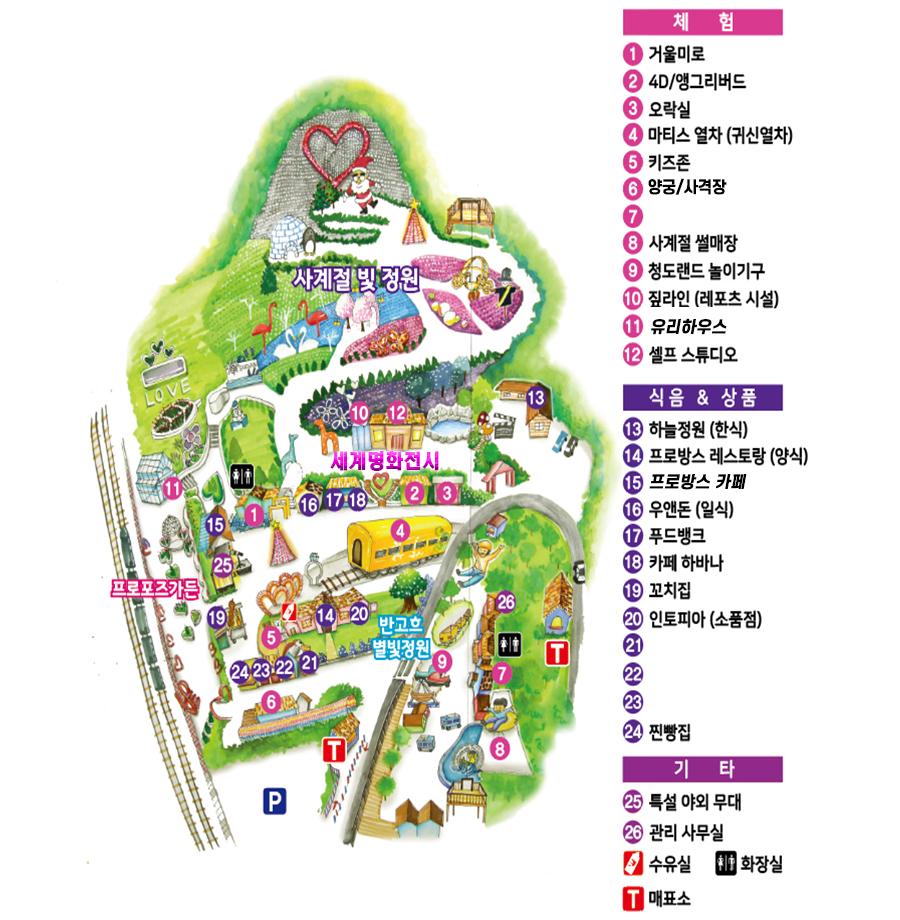 사계절 빛 정원
LOVE
13
10 12
세계명화전시
11
1 16 17 18 2 3
15
4
25
프로포즈가든
26
19
5 14 20
반고흐
별빛정원
T
24 23 22 21
9
7
6
8
T
P
체 험
1 거울미로
2 4D/앵그리버드
3 오락실
4 마티스 열차 (귀신열차)
5 키즈존
6 양궁/사격장
7
8 사계절 썰매장
9 청도랜드 놀이기구
10 짚라인 (레포츠 시설)
11 유리하우스
12 셀프 스튜디오
식음 & 상품
13 하늘정원 (한식)
14 프로방스 레스토랑 (양식)
15 프로방스 카페
16 우앤돈 (일식)
17 푸드뱅크
18 카페 하바나
19 꼬치집
20 인토피아 (소품점)
21
22
23
24 찐빵집
기 타
25 특설 야외 무대
26 관리 사무실
수유실 화장실
T 매표소